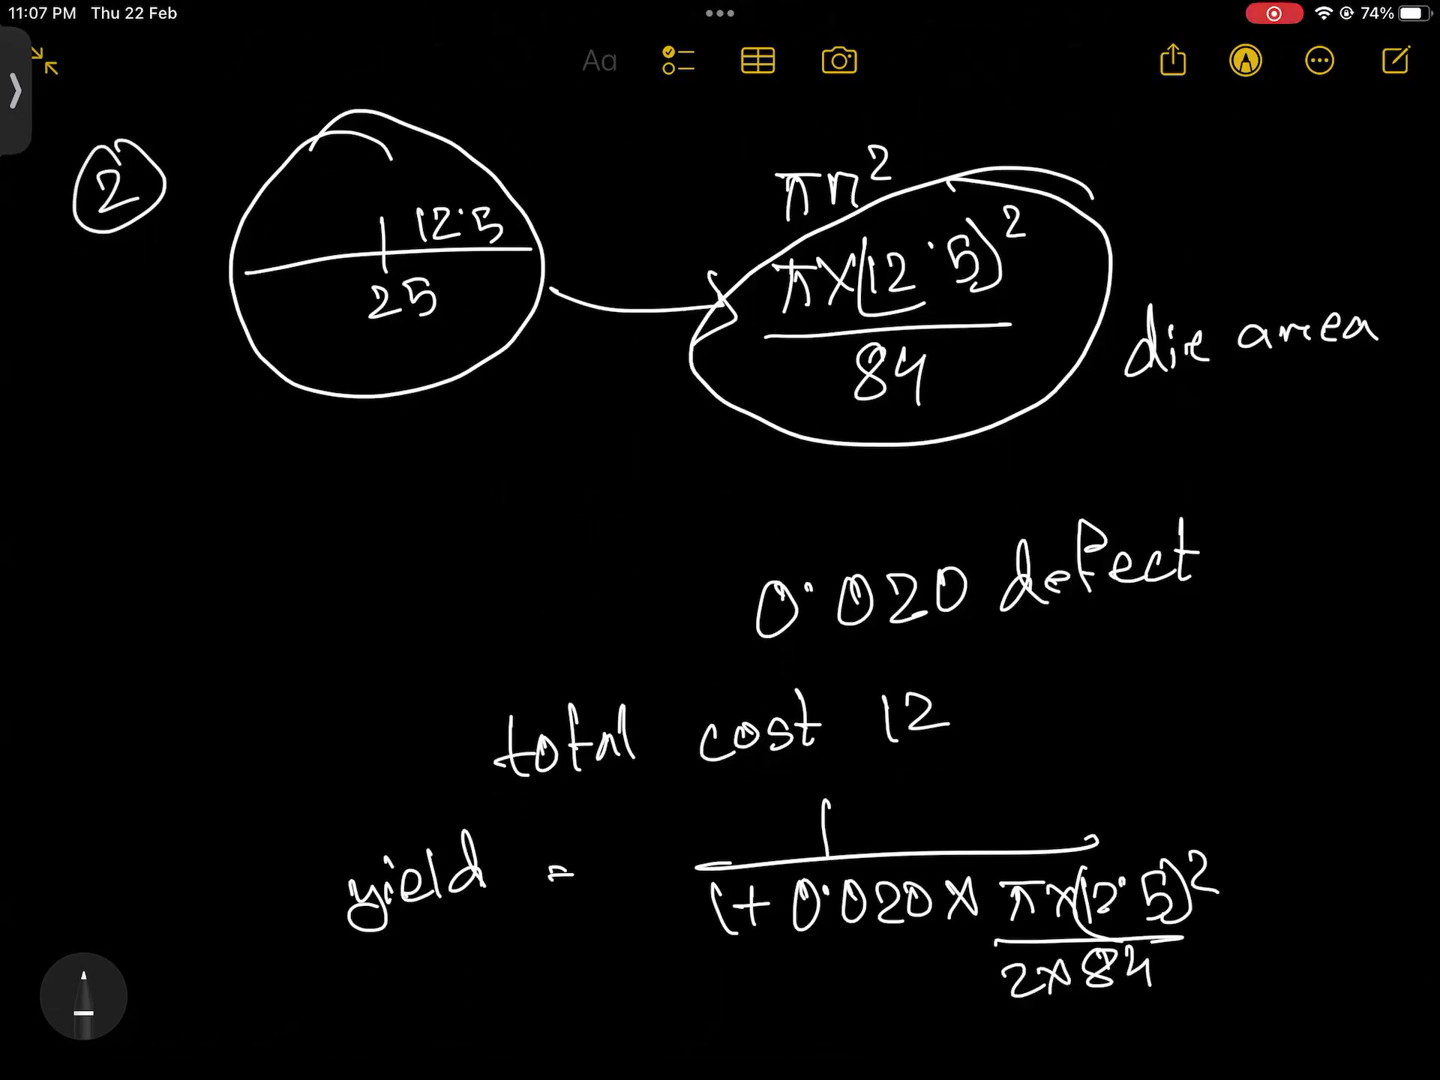 11:07 PM Thu 22 Feb
74%
Aa
2
12.5
25
πr²
π×(12.5)²
84
die area
0.020 defect
total cost 12
yield =
1
1+ 0.020 × π×(12.5)²
2×84